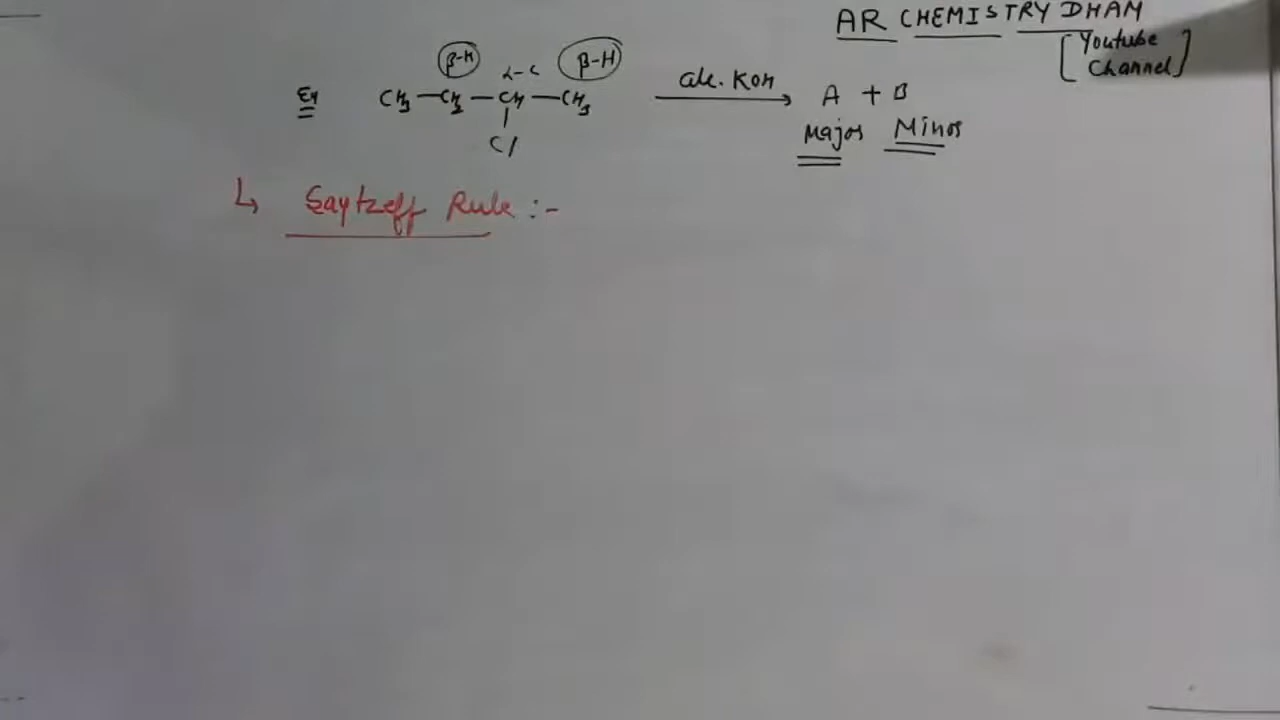 AR CHEMISTRY DHAM
[Youtube Channel]
β-H α-C β-H
Ex CH₃—CH₂—CH—CH₃ alc. KOH → A + B
Cl Major Minor
↳ Saytzeff Rule :-